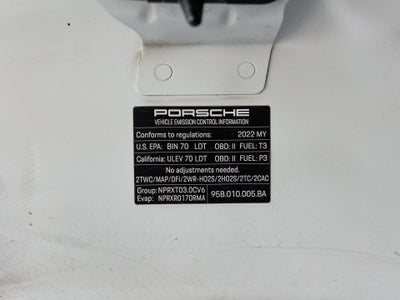 PORSCHE
VEHICLE EMISSION CONTROL INFORMATION
Conforms to regulations: 2022 MY
U.S. EPA: BIN 70 LDT OBD: II FUEL: T3
California: ULEV 70 LDT OBD: II FUEL: P3
No adjustments needed.
2TWC/MAP/DFI/2WR-HO2S/2HO2S/2TC/2CAC
Group: NPRXT03.0CV6
Evap: NPRXR0170RMA 95B.010.005.BA